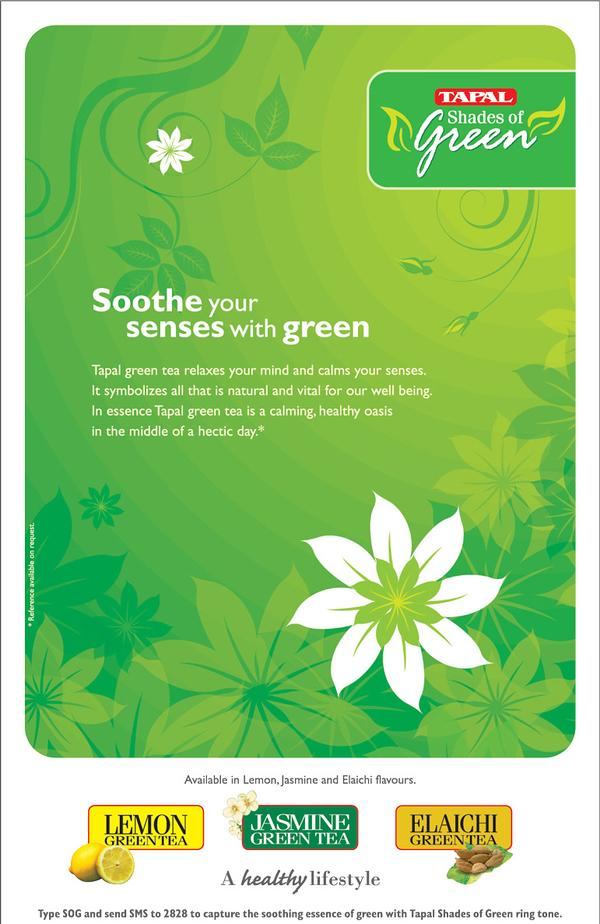 TAPAL
Shades of
Green
Soothe your
senses with green
Tapal green tea relaxes your mind and calms your senses.
It symbolizes all that is natural and vital for our well being.
In essence Tapal green tea is a calming, healthy oasis
in the middle of a hectic day.*
* Reference available on request.
Available in Lemon, Jasmine and Elaichi flavours.
LEMON
GREEN TEA
JASMINE
GREEN TEA
ELAICHI
GREEN TEA
A healthy lifestyle
Type SOG and send SMS to 2828 to capture the soothing essence of green with Tapal Shades of Green ring tone.